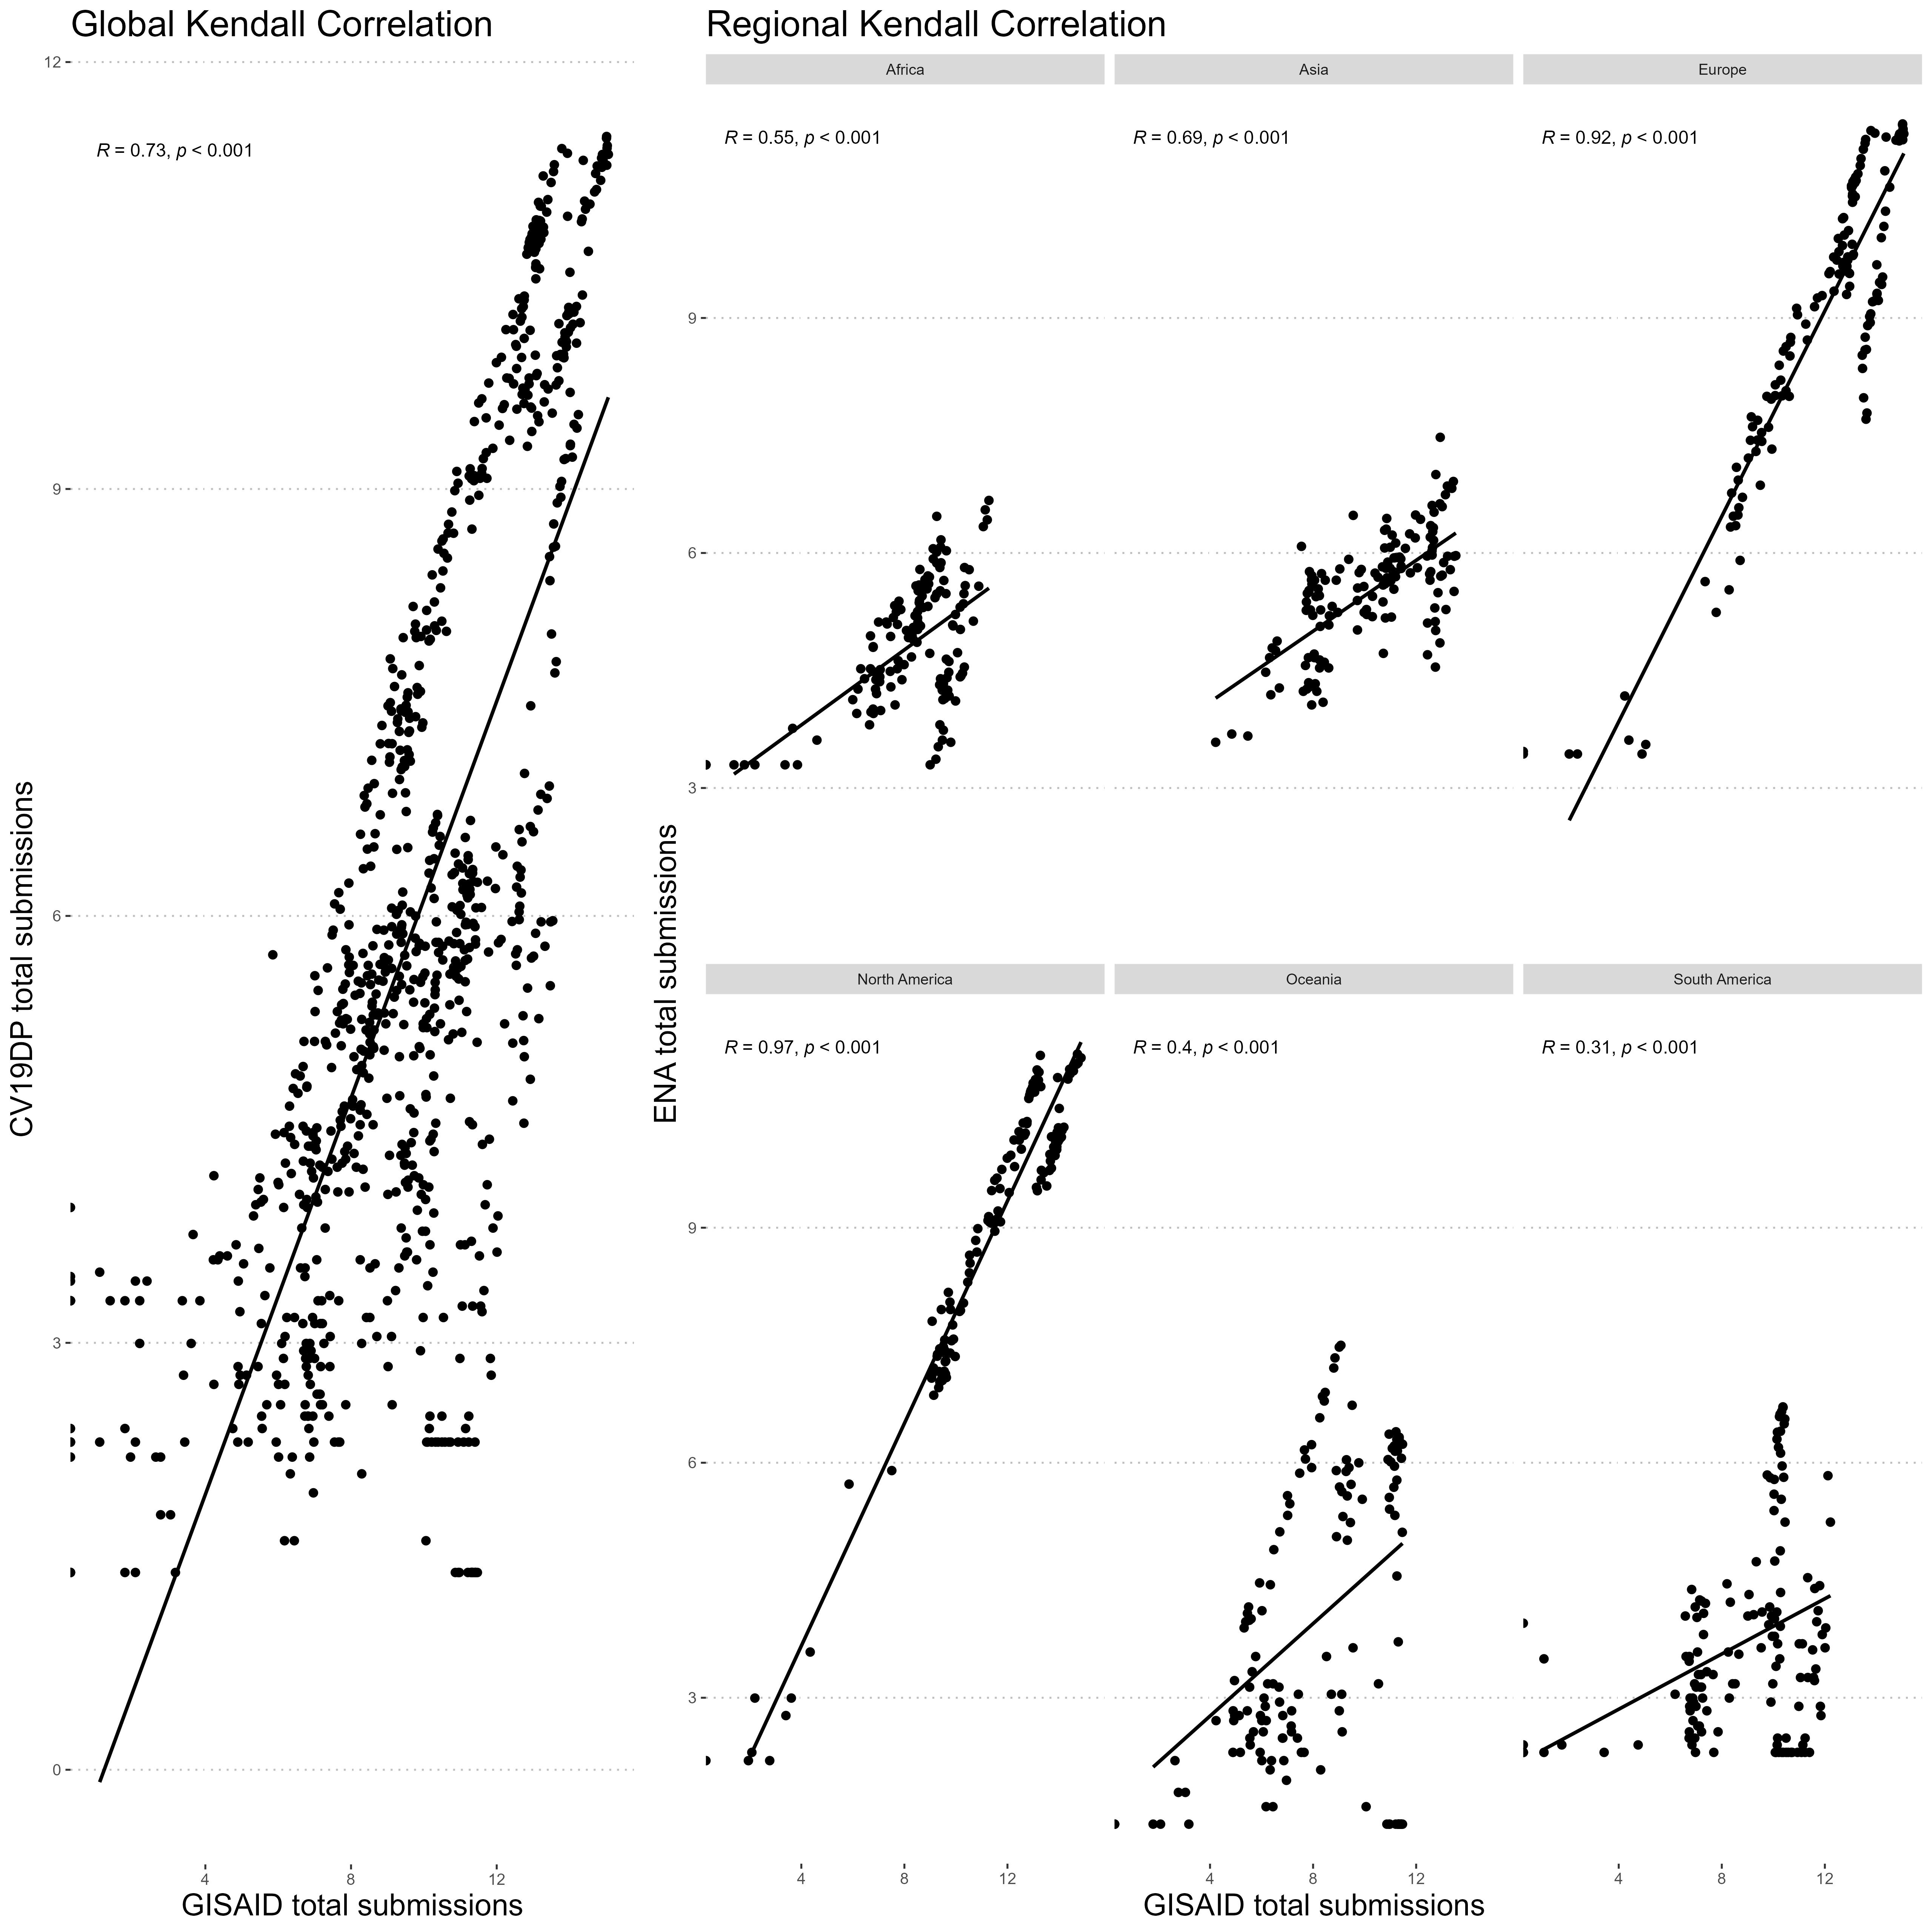 Global Kendall Correlation
12
R = 0.73, p < 0.001
9
6
3
0
CV19DP total submissions
4 8 12
GISAID total submissions
Regional Kendall Correlation
Africa Asia Europe
R = 0.55, p < 0.001 R = 0.69, p < 0.001 R = 0.92, p < 0.001
9
6
3
ENA total submissions
North America Oceania South America
R = 0.97, p < 0.001 R = 0.4, p < 0.001 R = 0.31, p < 0.001
9
6
3
4 8 12 4 8 12 4 8 12
GISAID total submissions